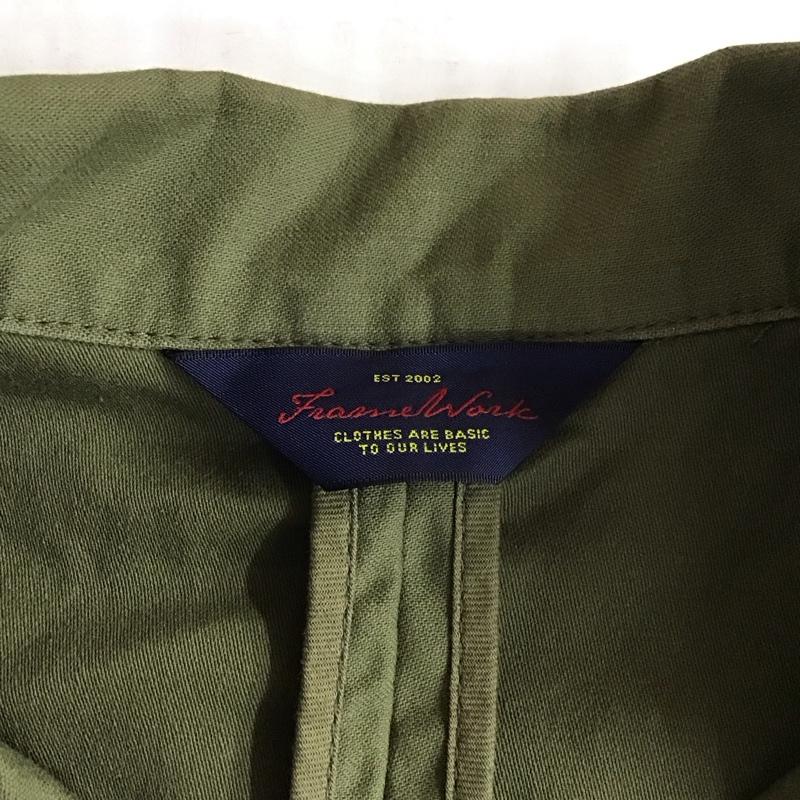 EST 2002
FrameWork
CLOTHES ARE BASIC
TO OUR LIVES